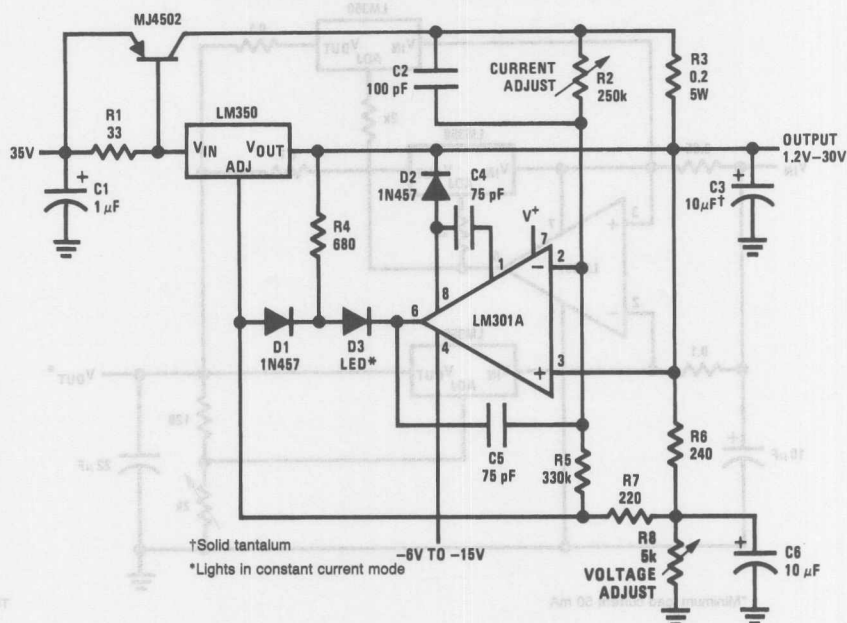 MJ4502
C2
100 pF
CURRENT
ADJUST
R2
250k
R3
0.2
5W
R1
33
LM350
35V
VIN
VOUT
ADJ
OUTPUT
1.2V–30V
C1
1 μF
+
D2
1N457
C4
75 pF
V+
C3
10μF†
+
R4
680
1
7
2
−
8
6
LM301A
4
+
3
D1
1N457
D3
LED*
C5
75 pF
R5
330k
R6
240
R7
220
†Solid tantalum
*Lights in constant current mode
−6V TO −15V
R8
5k
VOLTAGE
ADJUST
+
C6
10 μF